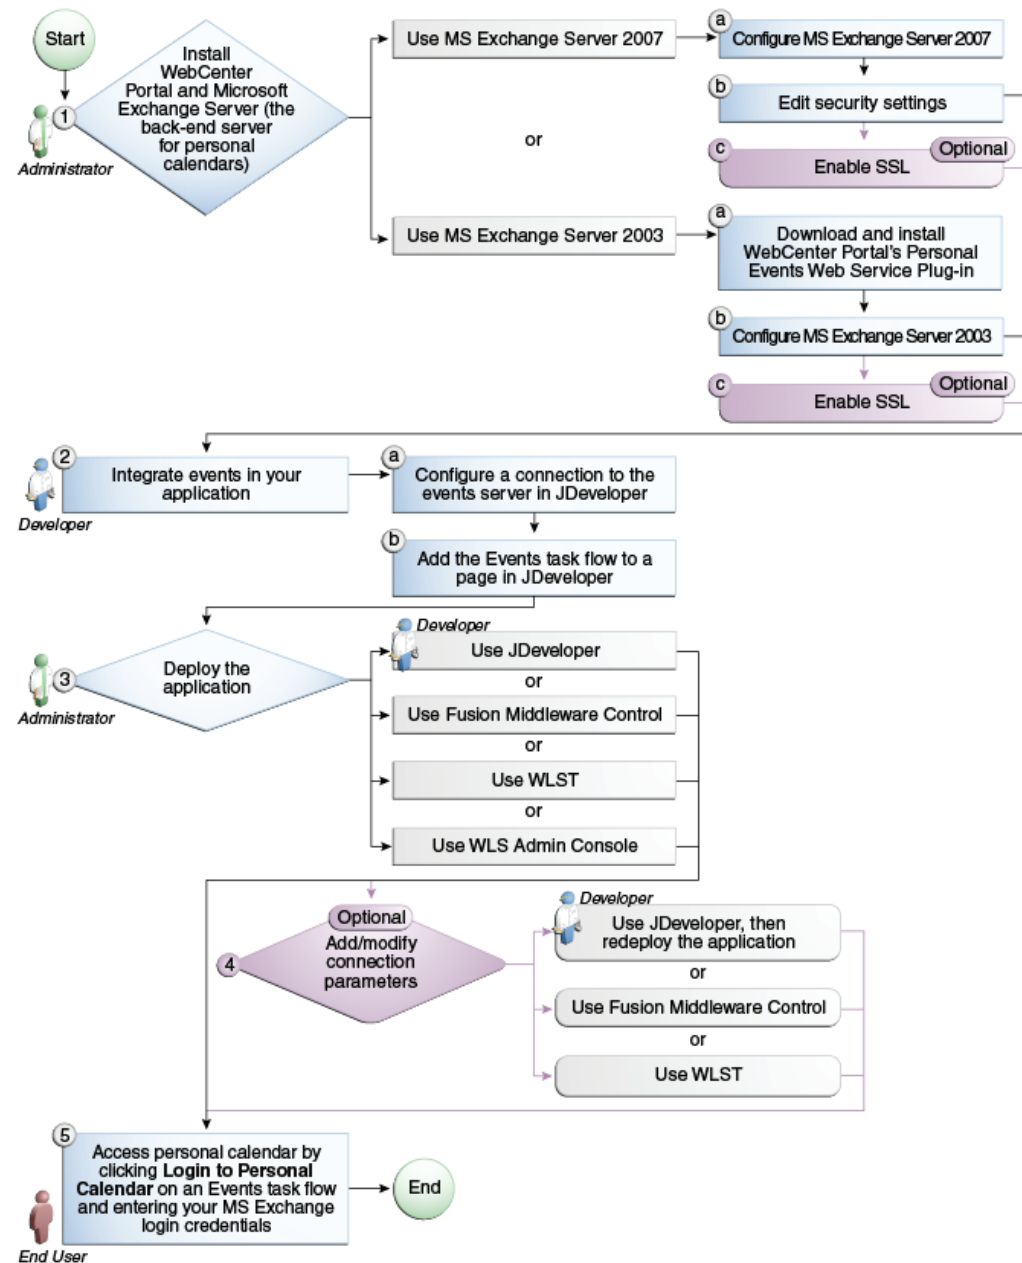 Start
1
Administrator
Install
WebCenter
Portal and Microsoft
Exchange Server (the
back-end server
for personal
calendars)
Use MS Exchange Server 2007
or
Use MS Exchange Server 2003
a
Configure MS Exchange Server 2007
b
Edit security settings
c
Optional
Enable SSL
a
Download and install
WebCenter Portal's Personal
Events Web Service Plug-in
b
Configure MS Exchange Server 2003
c
Optional
Enable SSL
2
Developer
Integrate events in your
application
a
Configure a connection to the
events server in JDeveloper
b
Add the Events task flow to a
page in JDeveloper
3
Administrator
Deploy the
application
Developer
Use JDeveloper
or
Use Fusion Middleware Control
or
Use WLST
or
Use WLS Admin Console
4
Optional
Add/modify
connection
parameters
Developer
Use JDeveloper, then
redeploy the application
or
Use Fusion Middleware Control
or
Use WLST
5
End User
Access personal calendar by
clicking Login to Personal
Calendar on an Events task flow
and entering your MS Exchange
login credentials
End